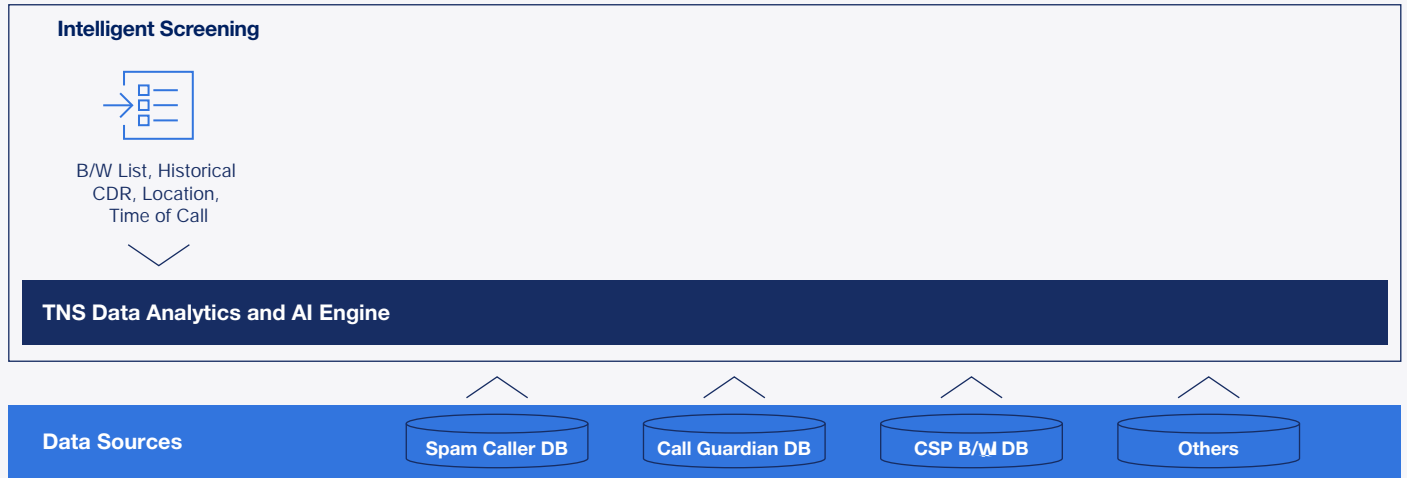 Intelligent Screening
B/W List, Historical
CDR, Location,
Time of Call
TNS Data Analytics and AI Engine
Data Sources
Spam Caller DB
Call Guardian DB
CSP B/W DB
Others